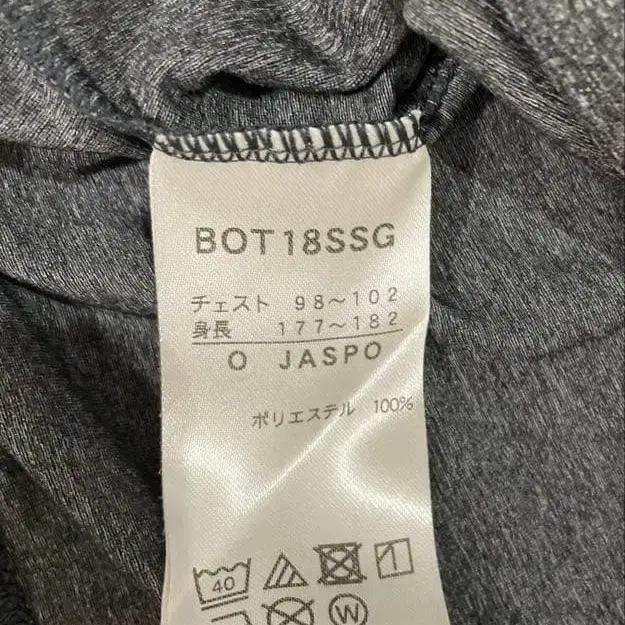 BOT18SSG
チェスト 98～102
身長 177～182
O JASPO
ポリエステル 100%
40
W